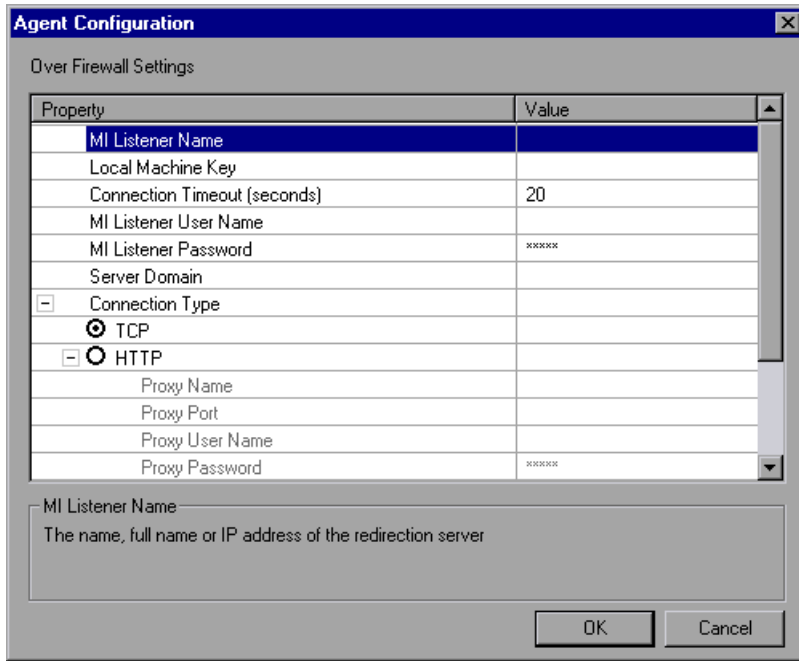 Agent Configuration
Over Firewall Settings
Property Value
MI Listener Name
Local Machine Key
Connection Timeout (seconds) 20
MI Listener User Name
MI Listener Password xxxxx
Server Domain
Connection Type
TCP
HTTP
Proxy Name
Proxy Port
Proxy User Name
Proxy Password xxxxx
MI Listener Name
The name, full name or IP address of the redirection server
OK Cancel